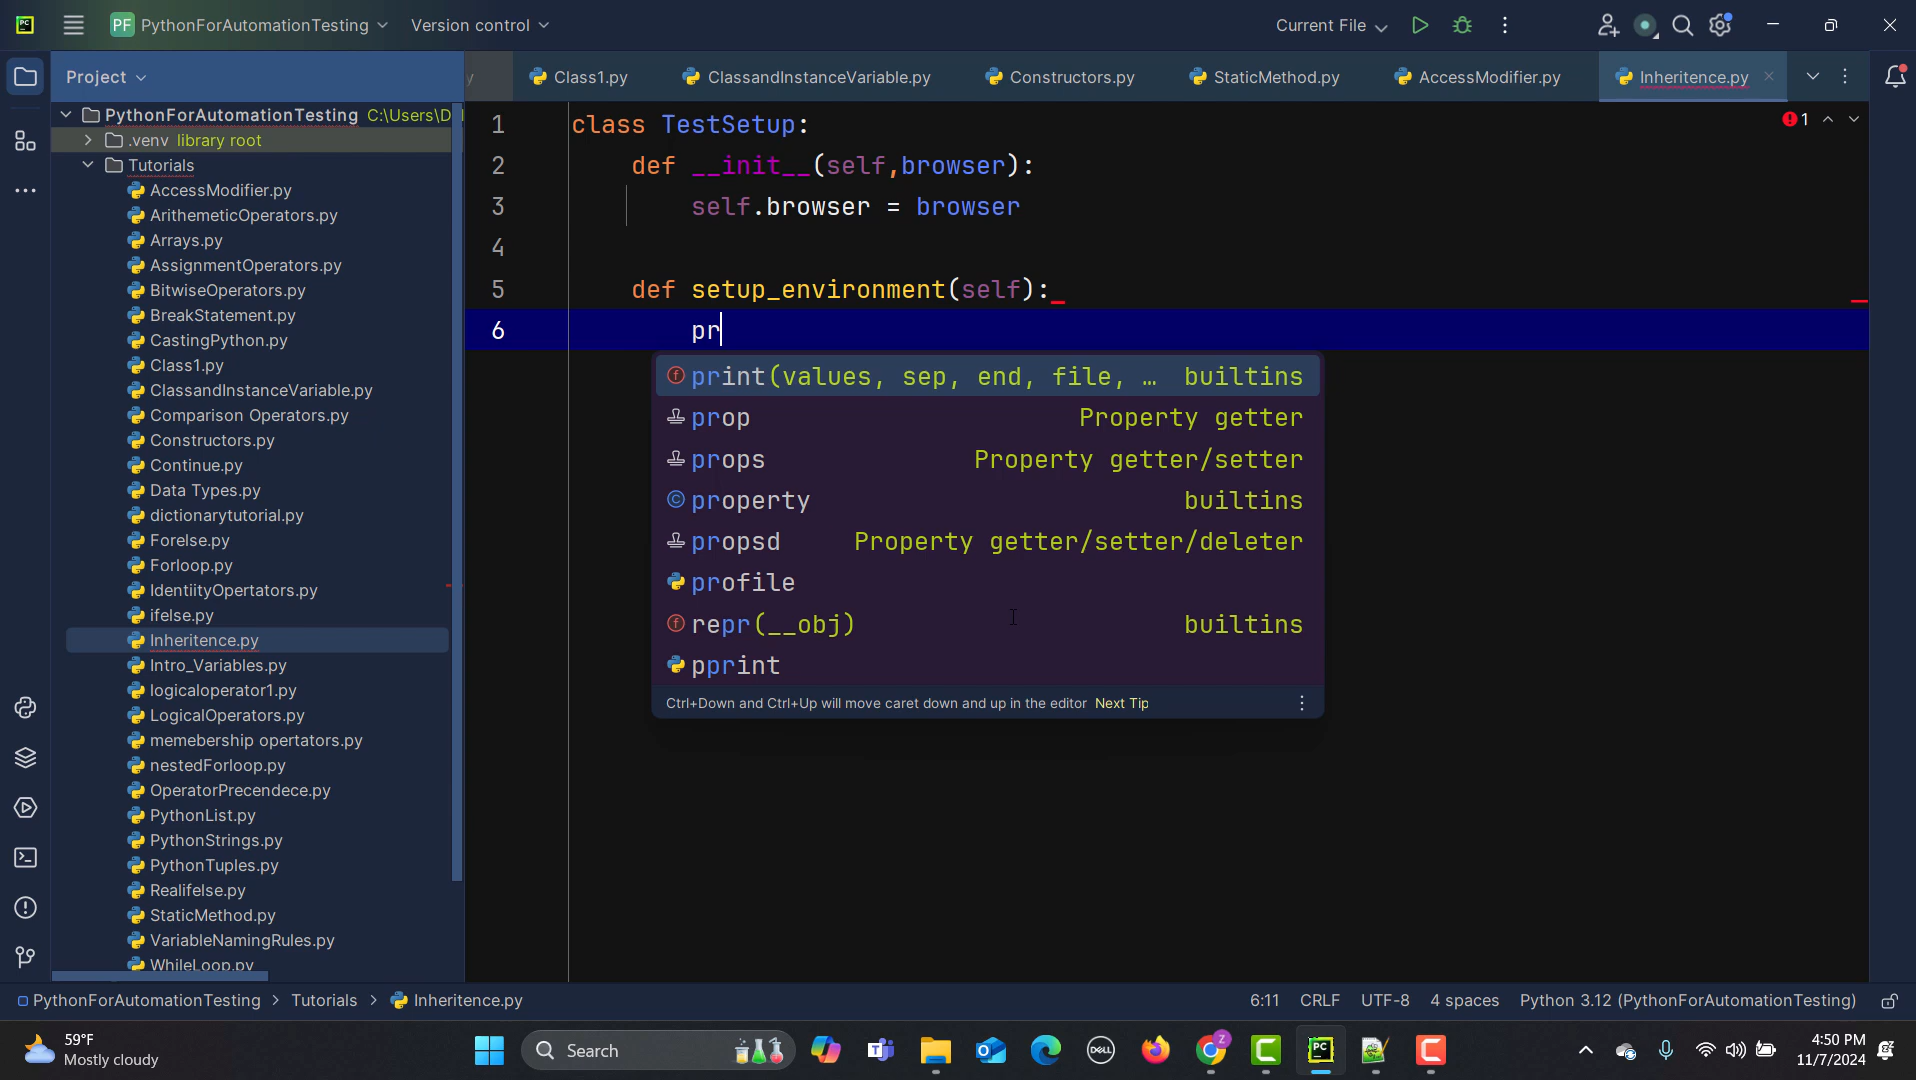 PC
PF PythonForAutomationTesting
Version control
Current File
Project
y
Class1.py
ClassandInstanceVariable.py
Constructors.py
StaticMethod.py
AccessModifier.py
Inheritence.py
PythonForAutomationTesting C:\Users\D
.venv library root
Tutorials
AccessModifier.py
ArithemeticOperators.py
Arrays.py
AssignmentOperators.py
BitwiseOperators.py
BreakStatement.py
CastingPython.py
Class1.py
ClassandInstanceVariable.py
Comparison Operators.py
Constructors.py
Continue.py
Data Types.py
dictionarytutorial.py
Forelse.py
Forloop.py
IdentiityOpertators.py
ifelse.py
Inheritence.py
Intro_Variables.py
logicaloperator1.py
LogicalOperators.py
memebership opertators.py
nestedForloop.py
OperatorPrecendece.py
PythonList.py
PythonStrings.py
PythonTuples.py
Realifelse.py
StaticMethod.py
VariableNamingRules.py
WhileLoop.py
1 class TestSetup:
2 def __init__(self,browser):
3 self.browser = browser
4
5 def setup_environment(self):
6 pr
1
print(values, sep, end, file, … builtins
prop Property getter
props Property getter/setter
property builtins
propsd Property getter/setter/deleter
profile
repr(__obj) builtins
pprint
Ctrl+Down and Ctrl+Up will move caret down and up in the editor Next Tip
PythonForAutomationTesting > Tutorials > Inheritence.py
6:11 CRLF UTF-8 4 spaces Python 3.12 (PythonForAutomationTesting)
59°F
Mostly cloudy
Search
DELL
Z
PC
4:50 PM
11/7/2024